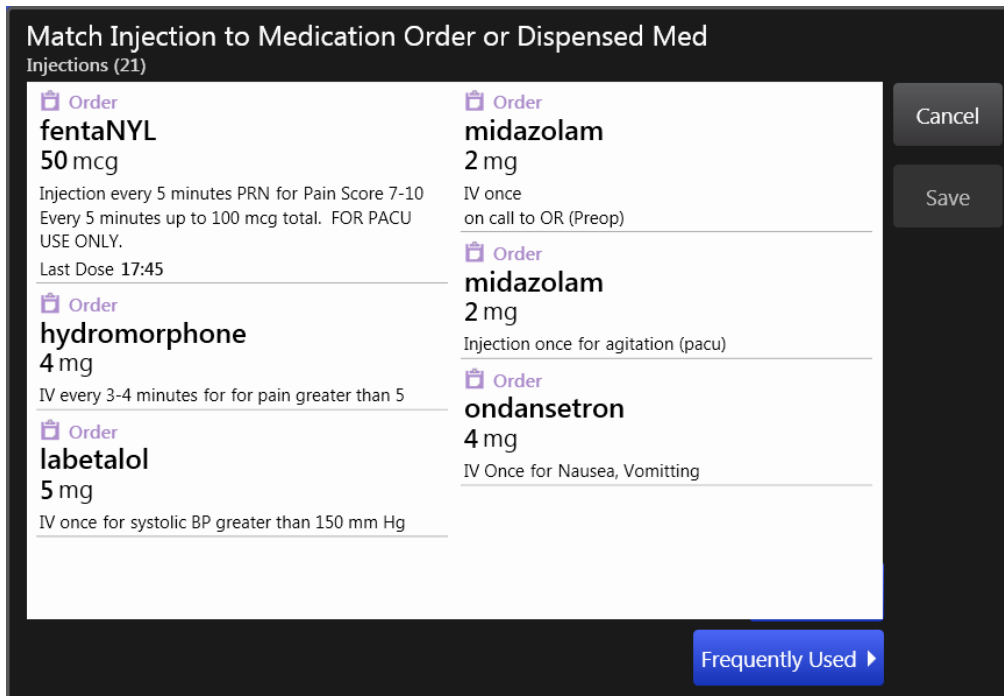 Match Injection to Medication Order or Dispensed Med
Injections (21)
Order
fentaNYL
50 mcg
Injection every 5 minutes PRN for Pain Score 7-10
Every 5 minutes up to 100 mcg total. FOR PACU
USE ONLY.
Last Dose 17:45
Order
hydromorphone
4 mg
IV every 3-4 minutes for for pain greater than 5
Order
labetalol
5 mg
IV once for systolic BP greater than 150 mm Hg
Order
midazolam
2 mg
IV once
on call to OR (Preop)
Order
midazolam
2 mg
Injection once for agitation (pacu)
Order
ondansetron
4 mg
IV Once for Nausea, Vomitting
Cancel
Save
Frequently Used